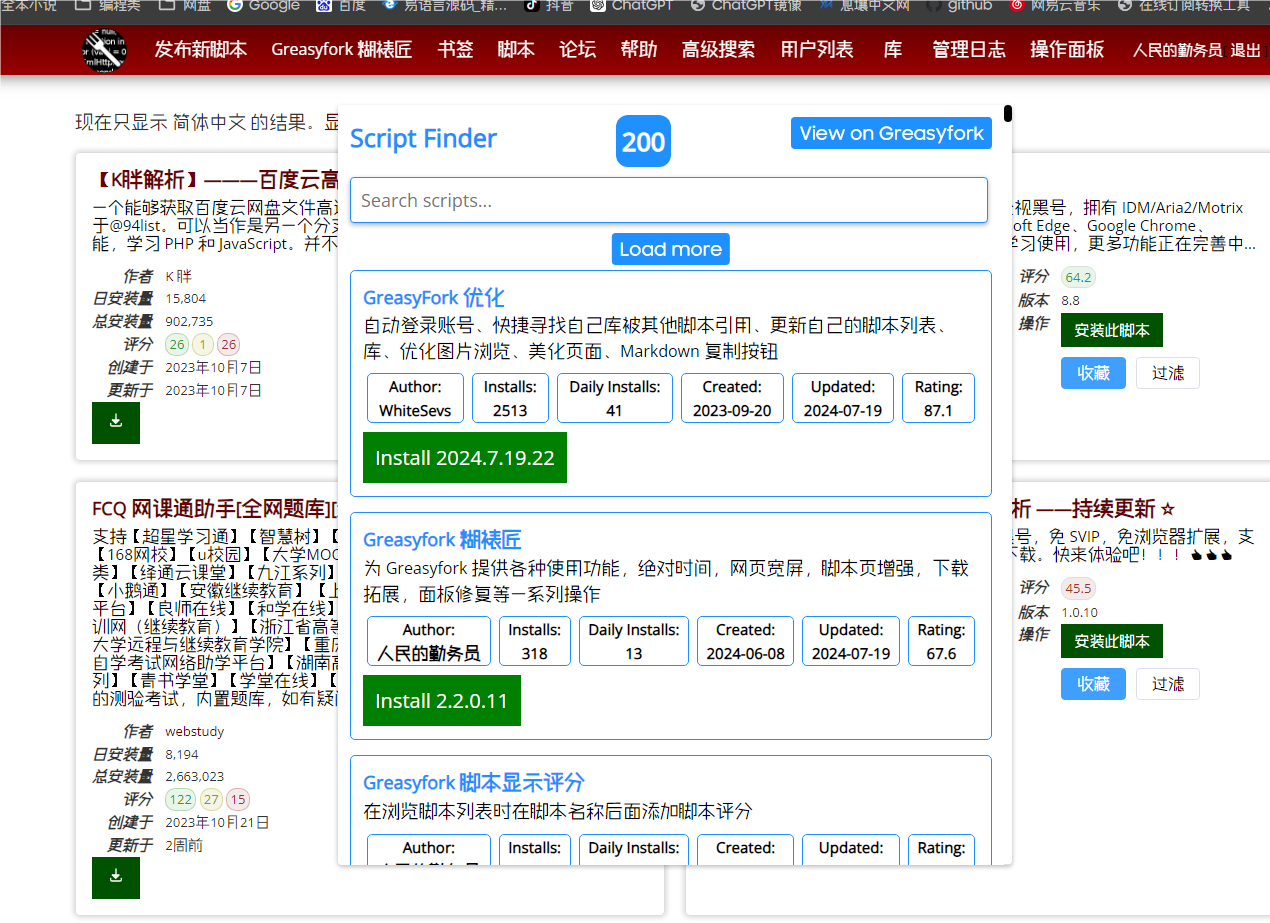 全本小说 编程类 网盘 Google 百度 易语言源码_精... 抖音 ChatGPT ChatGPT镜像 思壤中文网 github 网易云音乐 在线订阅转换工具
发布新脚本 Greasyfork 糊裱匠 书签 脚本 论坛 帮助 高级搜索 用户列表 库 管理日志 操作面板 人民的勤务员 [退出]
现在只显示 简体中文 的结果。显
【K胖解析】———百度云高
一个能够获取百度云网盘文件高
于@94list。可以当作是另一个分
能，学习 PHP 和 JavaScript。并不
作者 K 胖
日安装量 15,804
总安装量 902,735
评分 26 1 26
创建于 2023年10月7日
更新于 2023年10月7日
视黑号，拥有 IDM/Aria2/Motrix
oft Edge、Google Chrome、
学习使用，更多功能正在完善中...
评分 64.2
版本 8.8
操作 安装此脚本
收藏 过滤
FCQ 网课通助手[全网题库][
支持【超星学习通】【智慧树】【
【168网校】【u校园】【大学MOO
类】【绎通云课堂】【九江系列】
【小鹅通】【安徽继续教育】【上
平台】【良师在线】【和学在线】
训网（继续教育）】【浙江省高等
大学远程与继续教育学院】【重庆
自学考试网络助学平台】【湖南高
列】【青书学堂】【学堂在线】【
的测验考试，内置题库，如有疑问
作者 webstudy
日安装量 8,194
总安装量 2,663,023
评分 122 27 15
创建于 2023年10月21日
更新于 2周前
析 ——持续更新 ☆
号，免 SVIP，免浏览器扩展，支
下载。快来体验吧！！！
评分 45.5
版本 1.0.10
操作 安装此脚本
收藏 过滤
Script Finder 200 View on Greasyfork
Search scripts...
Load more
GreasyFork 优化
自动登录账号、快捷寻找自己库被其他脚本引用、更新自己的脚本列表、
库、优化图片浏览、美化页面、Markdown 复制按钮
Author: Installs: Daily Installs: Created: Updated: Rating:
WhiteSevs 2513 41 2023-09-20 2024-07-19 87.1
Install 2024.7.19.22
Greasyfork 糊裱匠
为 Greasyfork 提供各种使用功能，绝对时间，网页宽屏，脚本页增强，下载
拓展，面板修复等一系列操作
Author: Installs: Daily Installs: Created: Updated: Rating:
人民的勤务员 318 13 2024-06-08 2024-07-19 67.6
Install 2.2.0.11
Greasyfork 脚本显示评分
在浏览脚本列表时在脚本名称后面添加脚本评分
Author: Installs: Daily Installs: Created: Updated: Rating: